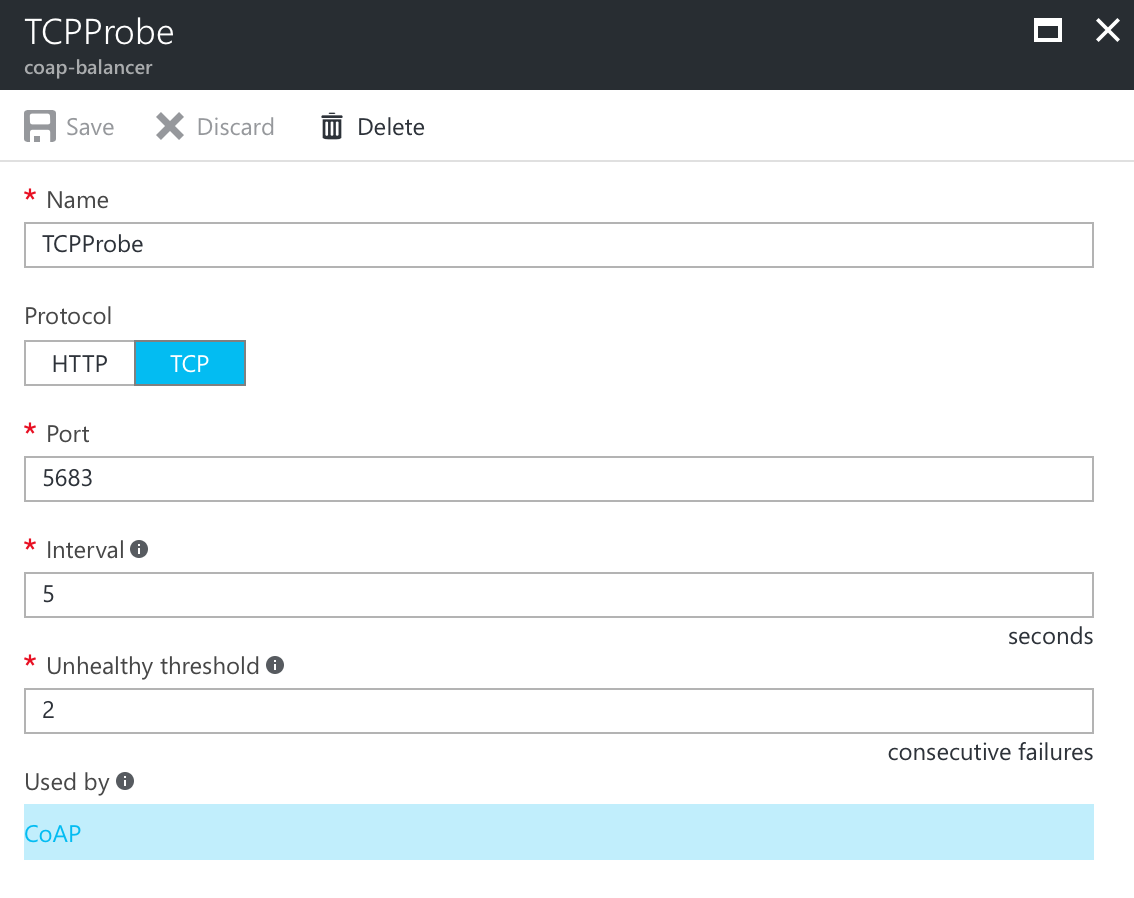 TCPProbe
coap-balancer
Save Discard Delete
* Name
TCPProbe
Protocol
HTTP TCP
* Port
5683
* Interval
5
seconds
* Unhealthy threshold
2
consecutive failures
Used by
CoAP